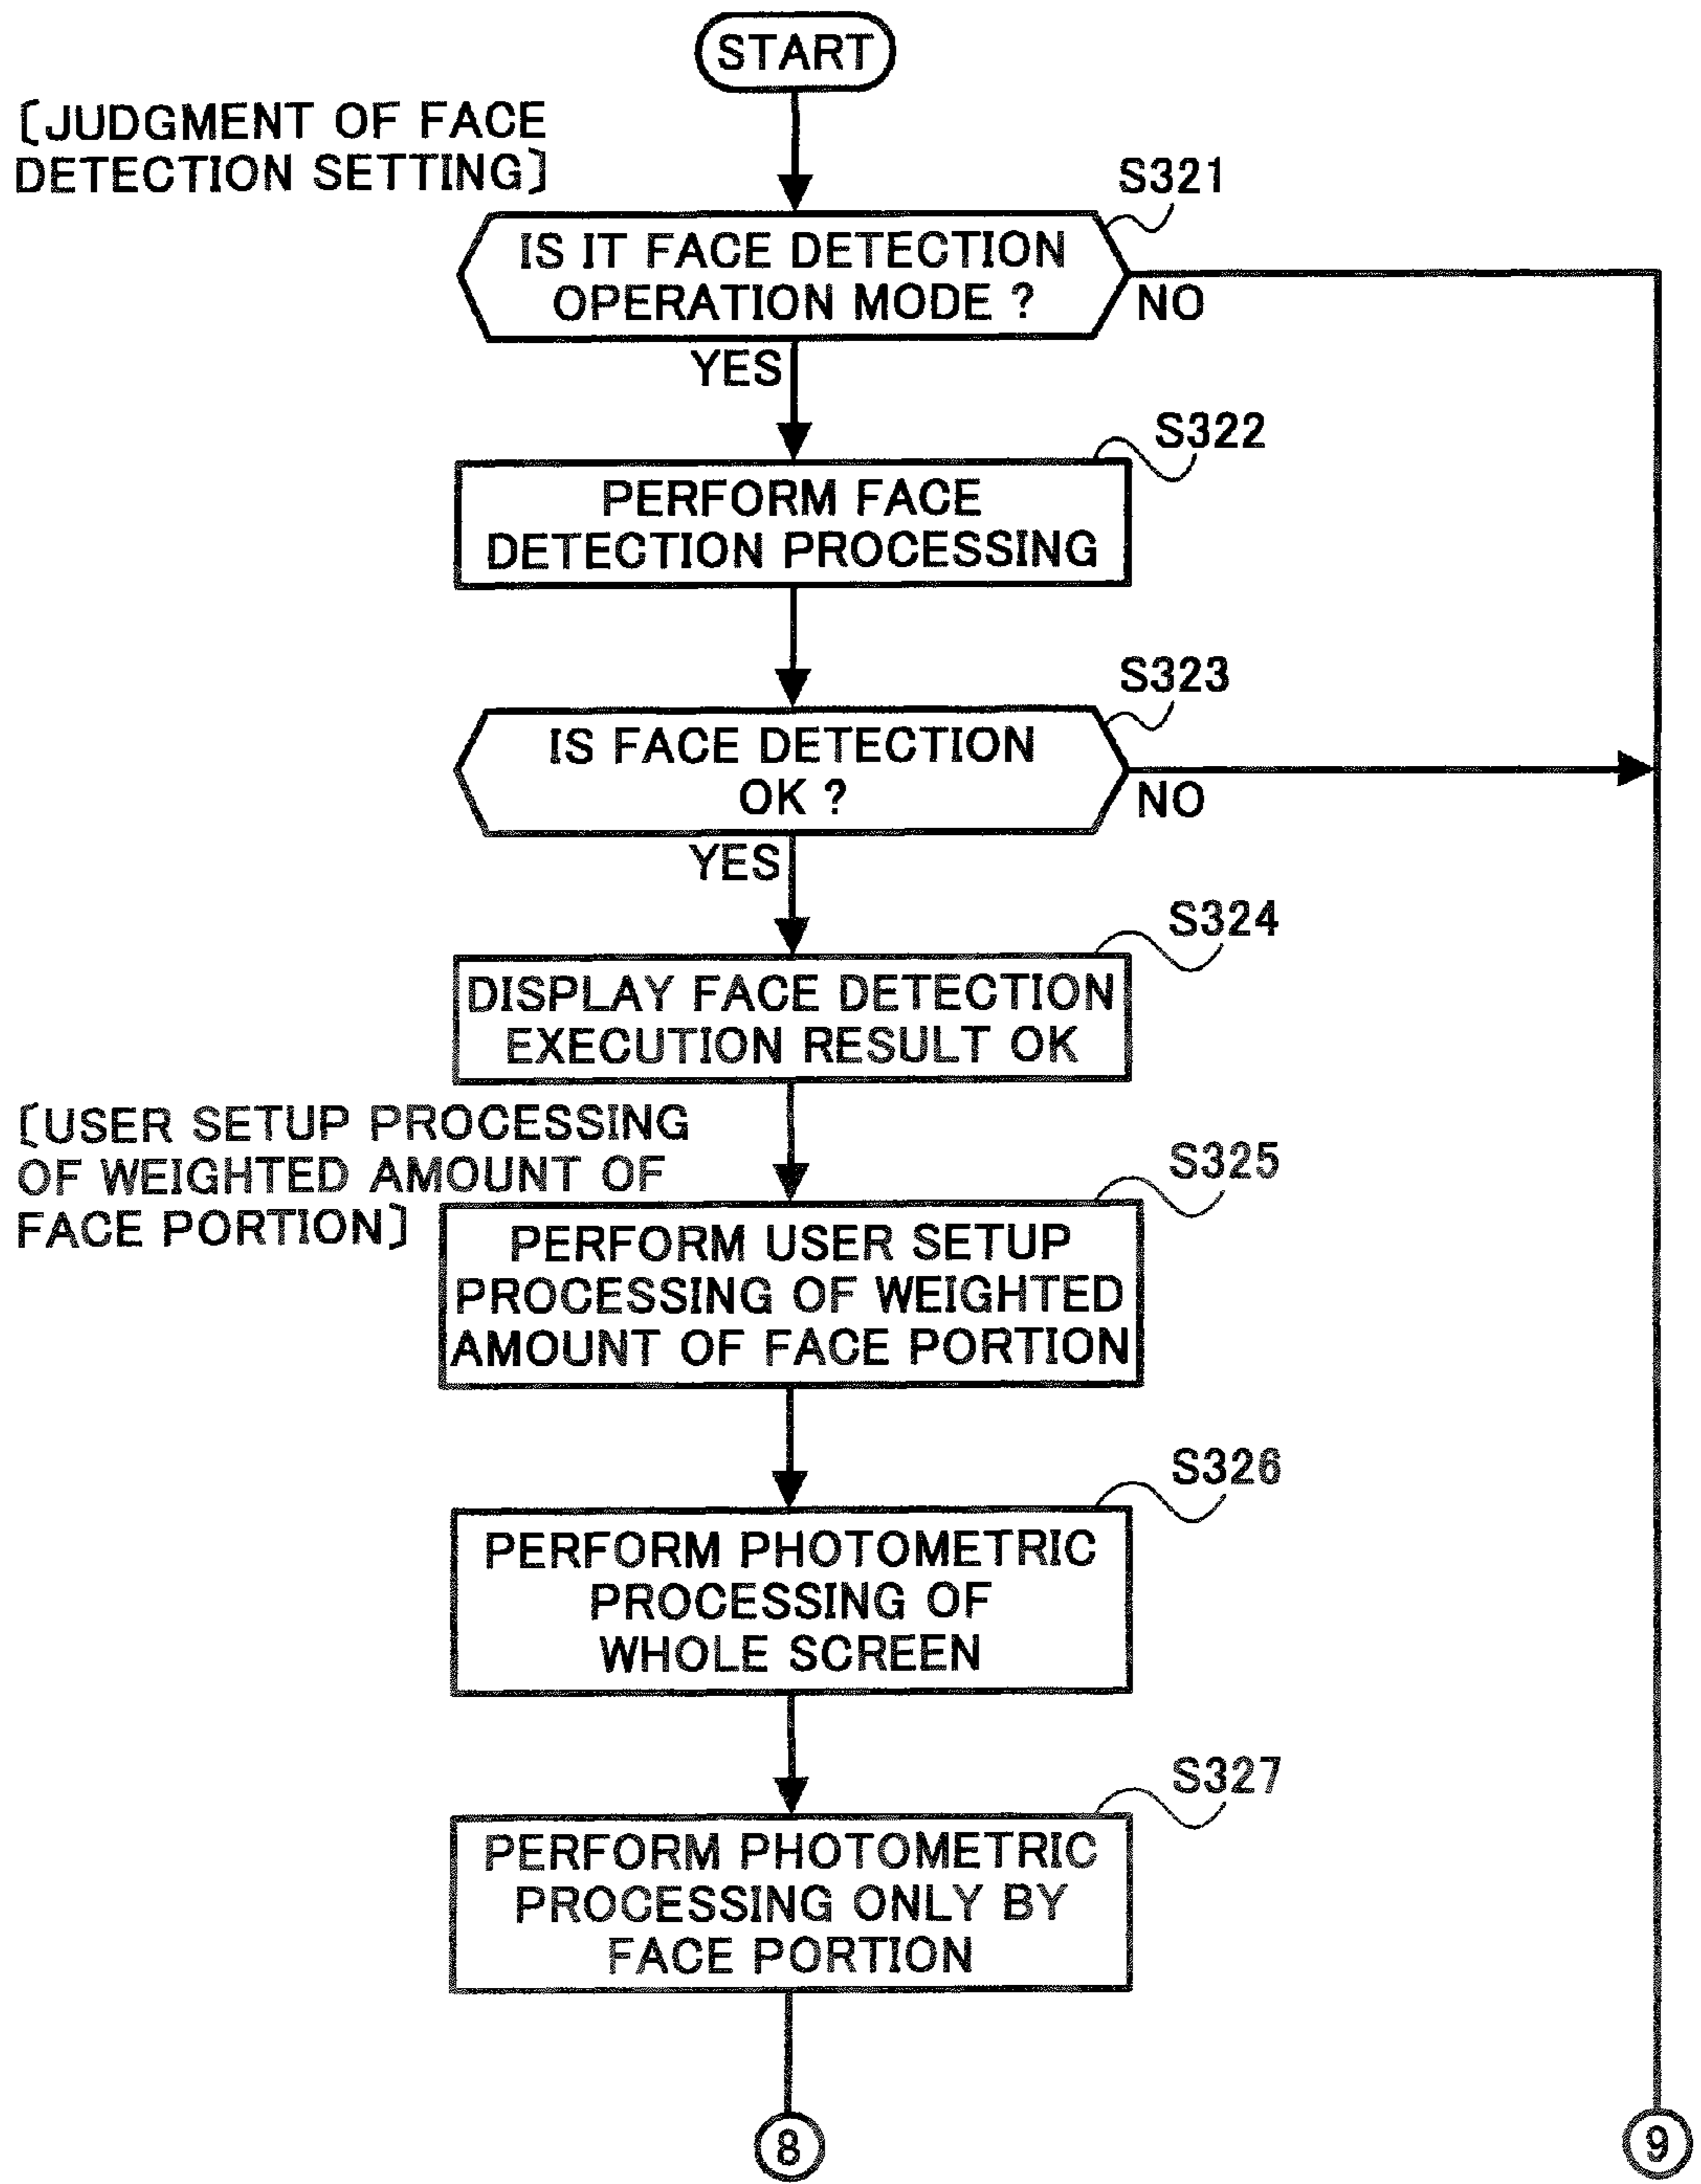 START
[JUDGMENT OF FACE
DETECTION SETTING]
S321
IS IT FACE DETECTION
OPERATION MODE ?
NO
YES
S322
PERFORM FACE
DETECTION PROCESSING
S323
IS FACE DETECTION
OK ?
NO
YES
S324
DISPLAY FACE DETECTION
EXECUTION RESULT OK
[USER SETUP PROCESSING
OF WEIGHTED AMOUNT OF
FACE PORTION]
S325
PERFORM USER SETUP
PROCESSING OF WEIGHTED
AMOUNT OF FACE PORTION
S326
PERFORM PHOTOMETRIC
PROCESSING OF
WHOLE SCREEN
S327
PERFORM PHOTOMETRIC
PROCESSING ONLY BY
FACE PORTION
8
9